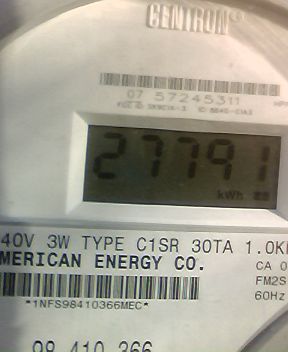 CENTRON®
07 57245311
27791
kWh
40V 3W TYPE C1SR 30TA 1.0K
MERICAN ENERGY CO.
CA 0
FM2S
60Hz
*1NFS98410366MEC*
98 410 366